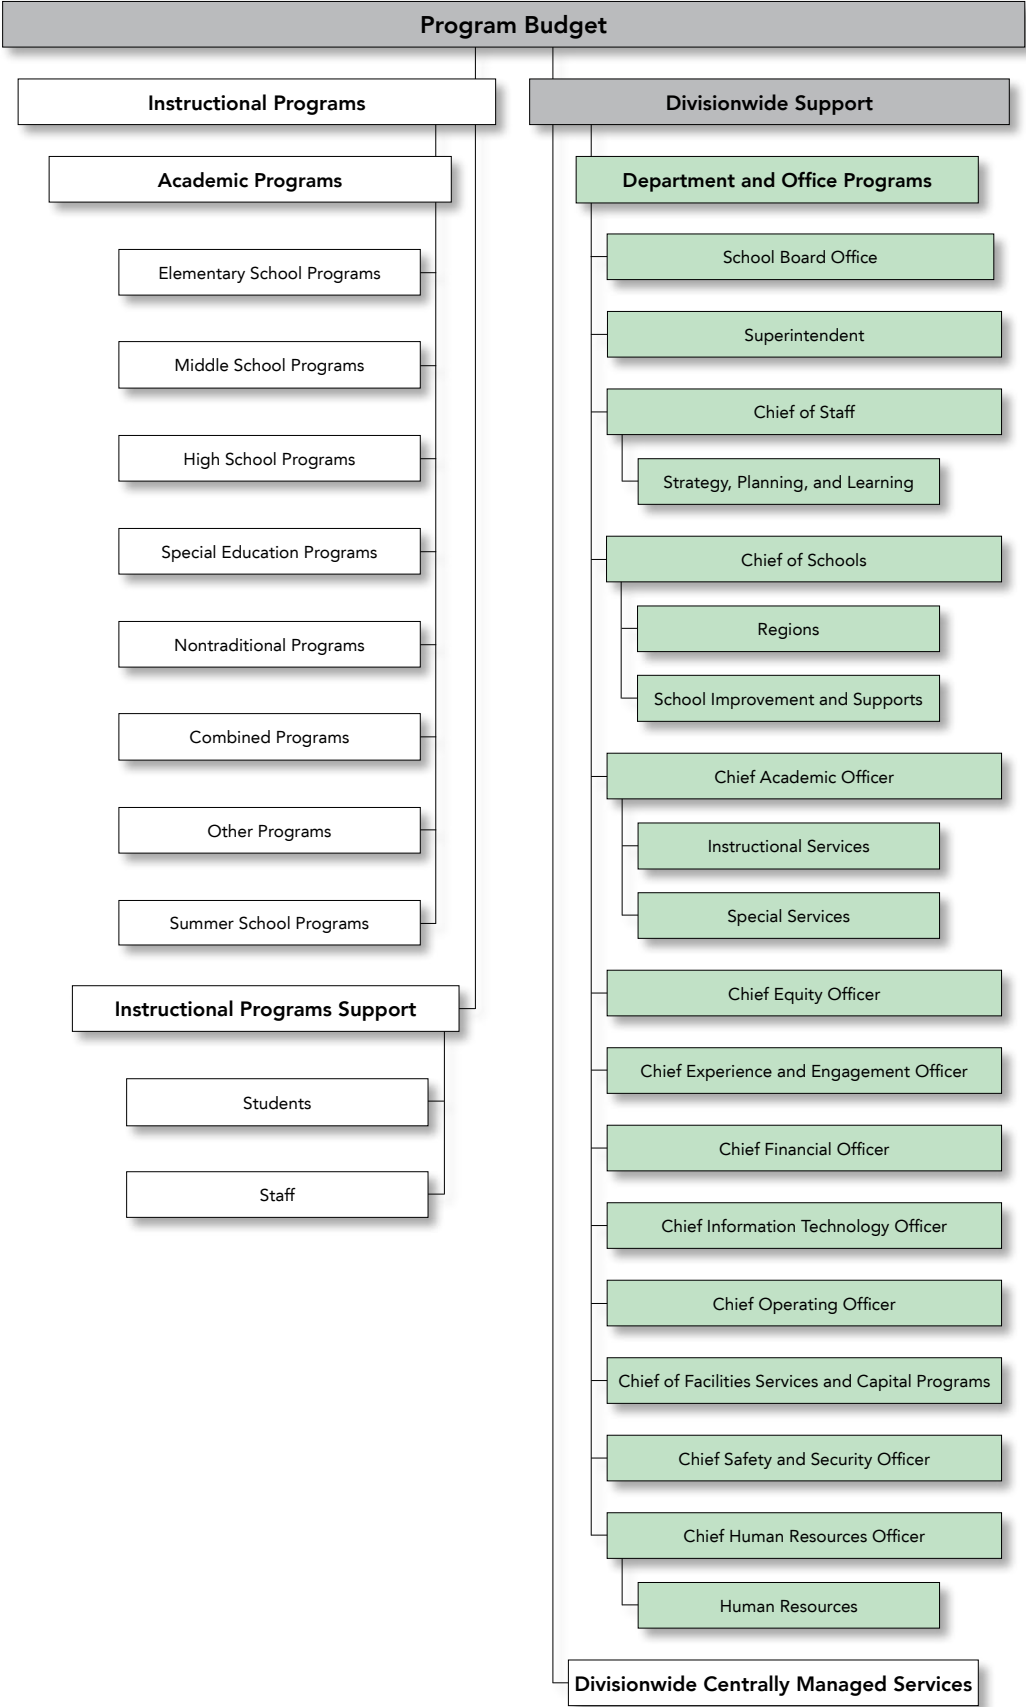 Program Budget
Instructional Programs
Academic Programs
Elementary School Programs
Middle School Programs
High School Programs
Special Education Programs
Nontraditional Programs
Combined Programs
Other Programs
Summer School Programs
Instructional Programs Support
Students
Staff
Divisionwide Support
Department and Office Programs
School Board Office
Superintendent
Chief of Staff
Strategy, Planning, and Learning
Chief of Schools
Regions
School Improvement and Supports
Chief Academic Officer
Instructional Services
Special Services
Chief Equity Officer
Chief Experience and Engagement Officer
Chief Financial Officer
Chief Information Technology Officer
Chief Operating Officer
Chief of Facilities Services and Capital Programs
Chief Safety and Security Officer
Chief Human Resources Officer
Human Resources
Divisionwide Centrally Managed Services